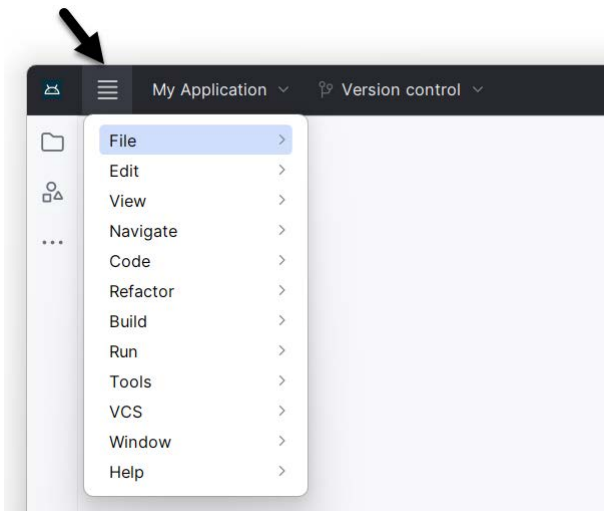 My Application Version control
File
Edit
View
Navigate
Code
Refactor
Build
Run
Tools
VCS
Window
Help